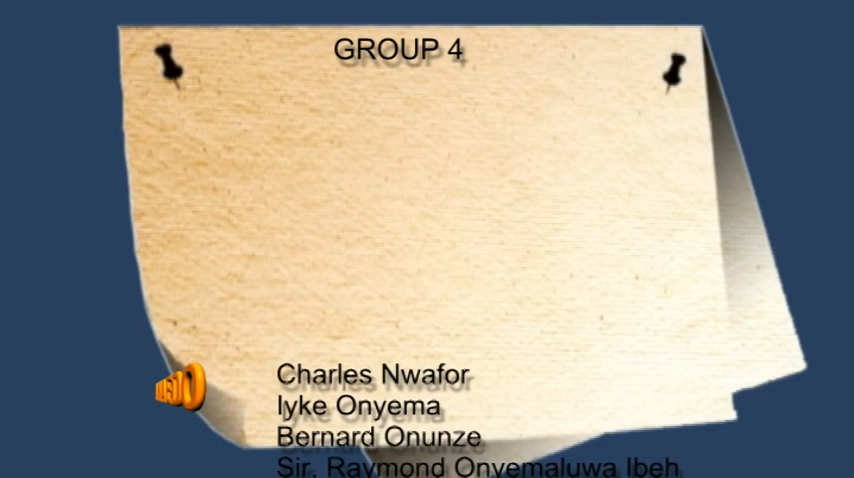 GROUP 4
Charles Nwafor
Iyke Onyema
Bernard Onunze
Sir. Raymond Onyemaluwa Ibeh